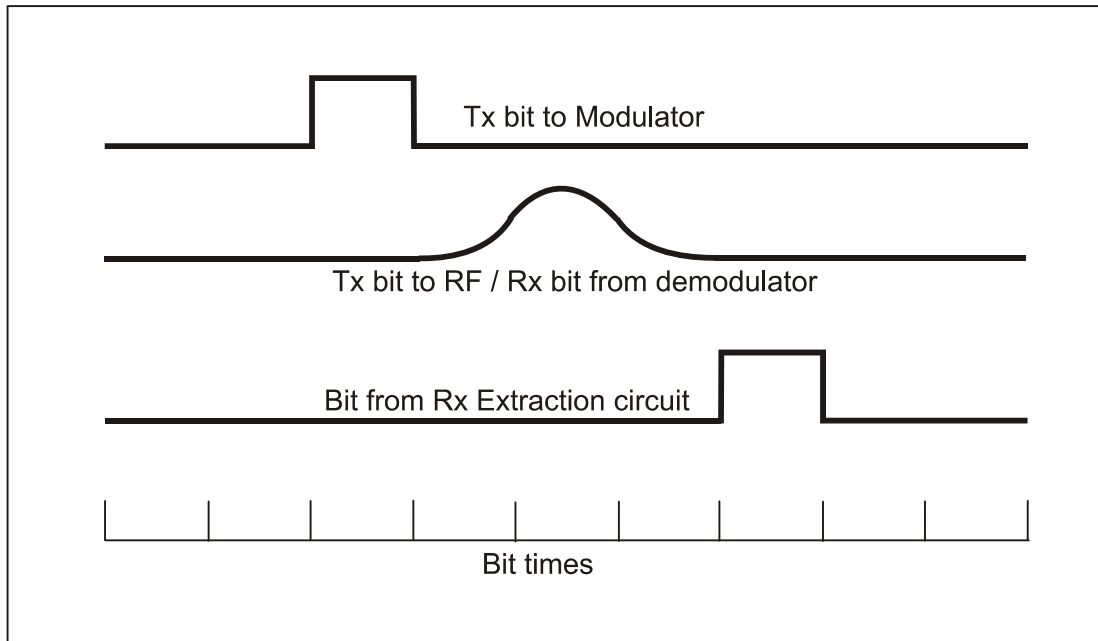 Tx bit to Modulator
Tx bit to RF / Rx bit from demodulator
Bit from Rx Extraction circuit
Bit times